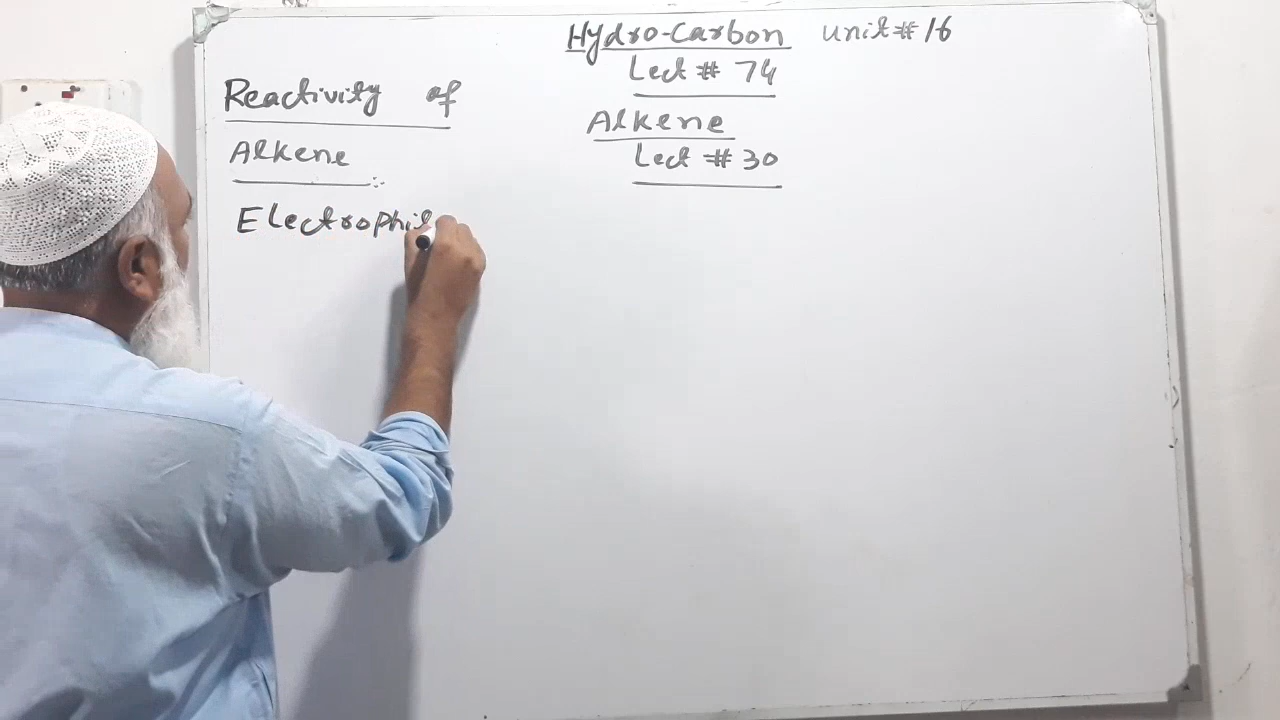 Hydro-Carbon unit # 16
Lect # 74
Alkene
Lect # 30
Reactivity of
Alkene :-
Electrophil